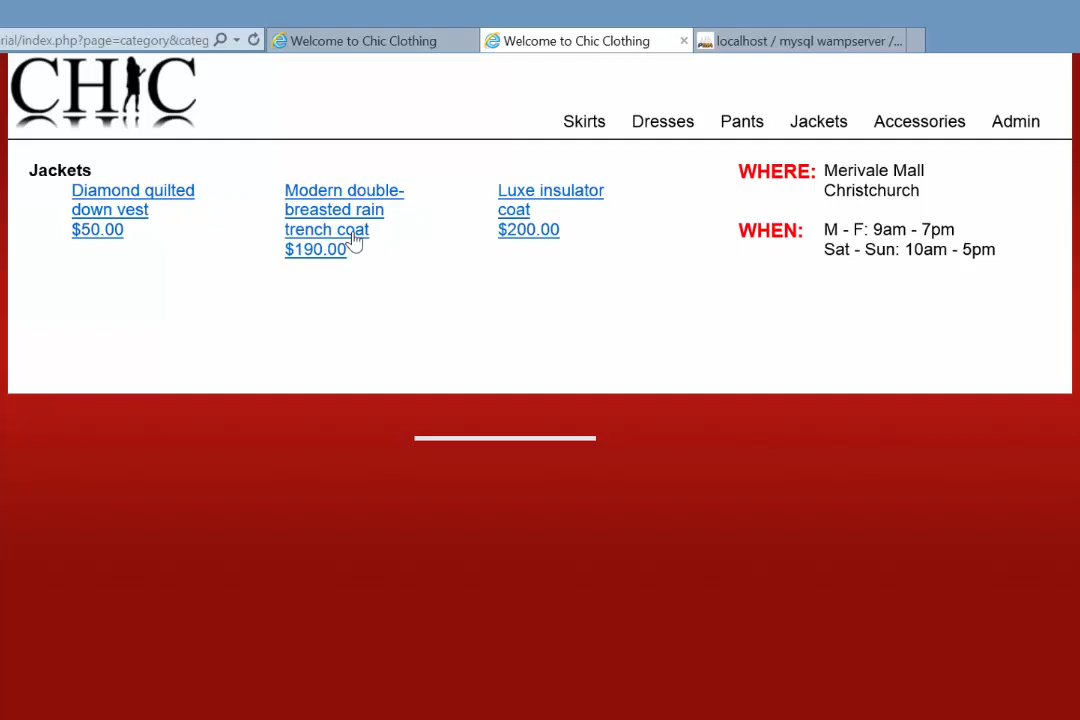 rial/index.php?page=category&categ
Welcome to Chic Clothing
Welcome to Chic Clothing
localhost / mysql wampserver /...
CHIC
Skirts Dresses Pants Jackets Accessories Admin
Jackets
Diamond quilted
down vest
$50.00
Modern double-
breasted rain
trench coat
$190.00
Luxe insulator
coat
$200.00
WHERE: Merivale Mall
Christchurch
WHEN: M - F: 9am - 7pm
Sat - Sun: 10am - 5pm